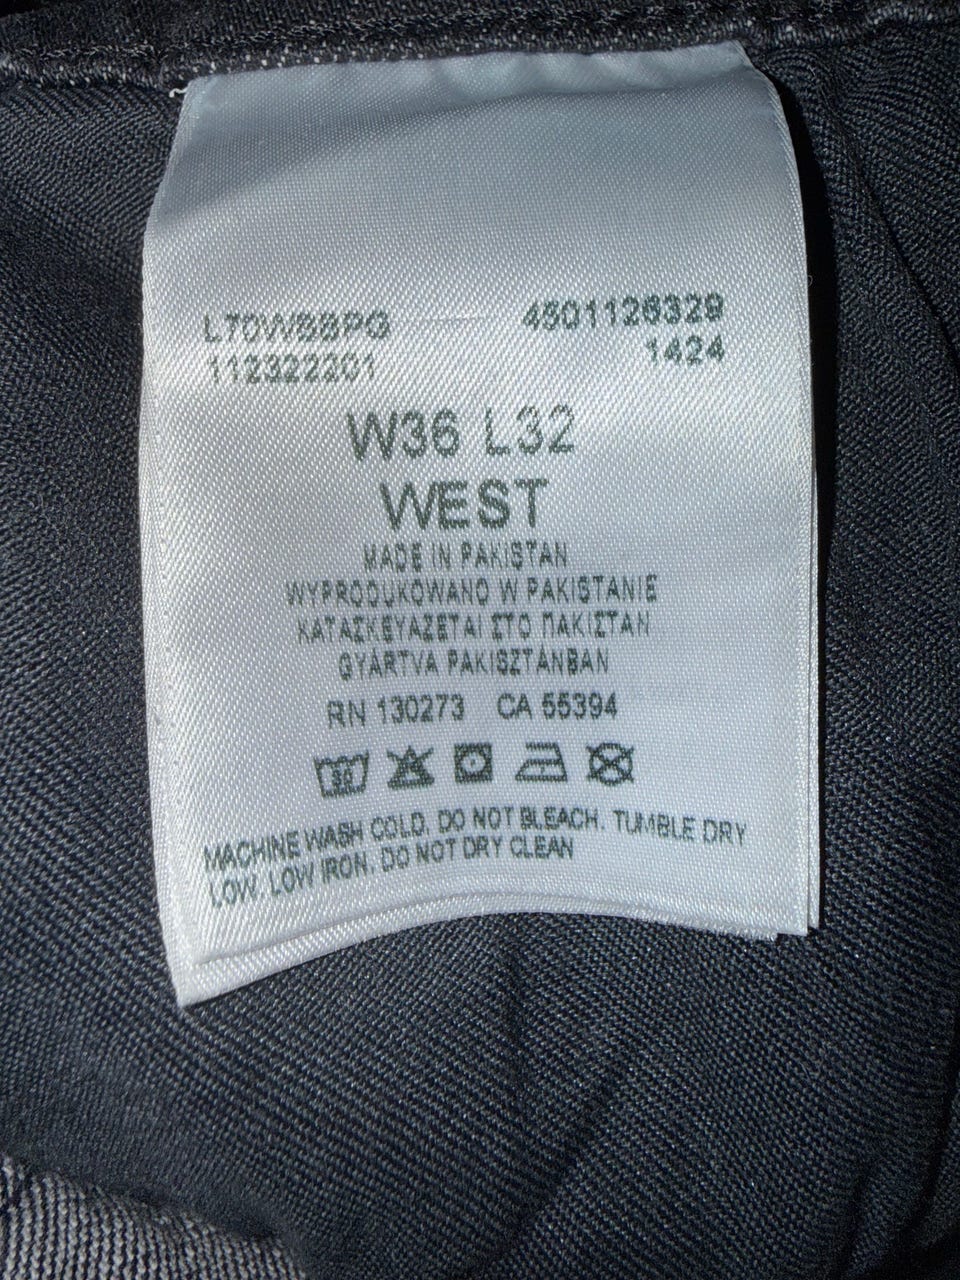 L70WBBPG 4501126329
112322201 1424
W36 L32
WEST
MADE IN PAKISTAN
WYPRODUKOWANO W PAKISTANIE
ΚΑΤΑΣΚΕΥΑΖΕΤΑΙ ΣΤΟ ΠΑΚΙΣΤΑΝ
GYÁRTVA PAKISZTÁNBAN
RN 130273 CA 55394
30
MACHINE WASH COLD. DO NOT BLEACH. TUMBLE DRY
LOW. LOW IRON. DO NOT DRY CLEAN